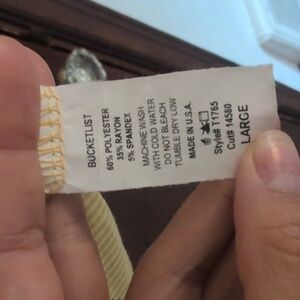 BUCKETLIST
60% POLYESTER
35% RAYON
5% SPANDEX
MACHINE WASH
WITH COLD WATER
DO NOT BLEACH
TUMBLE DRY LOW
MADE IN U.S.A.
Style# T1765
Cut# 14580
LARGE